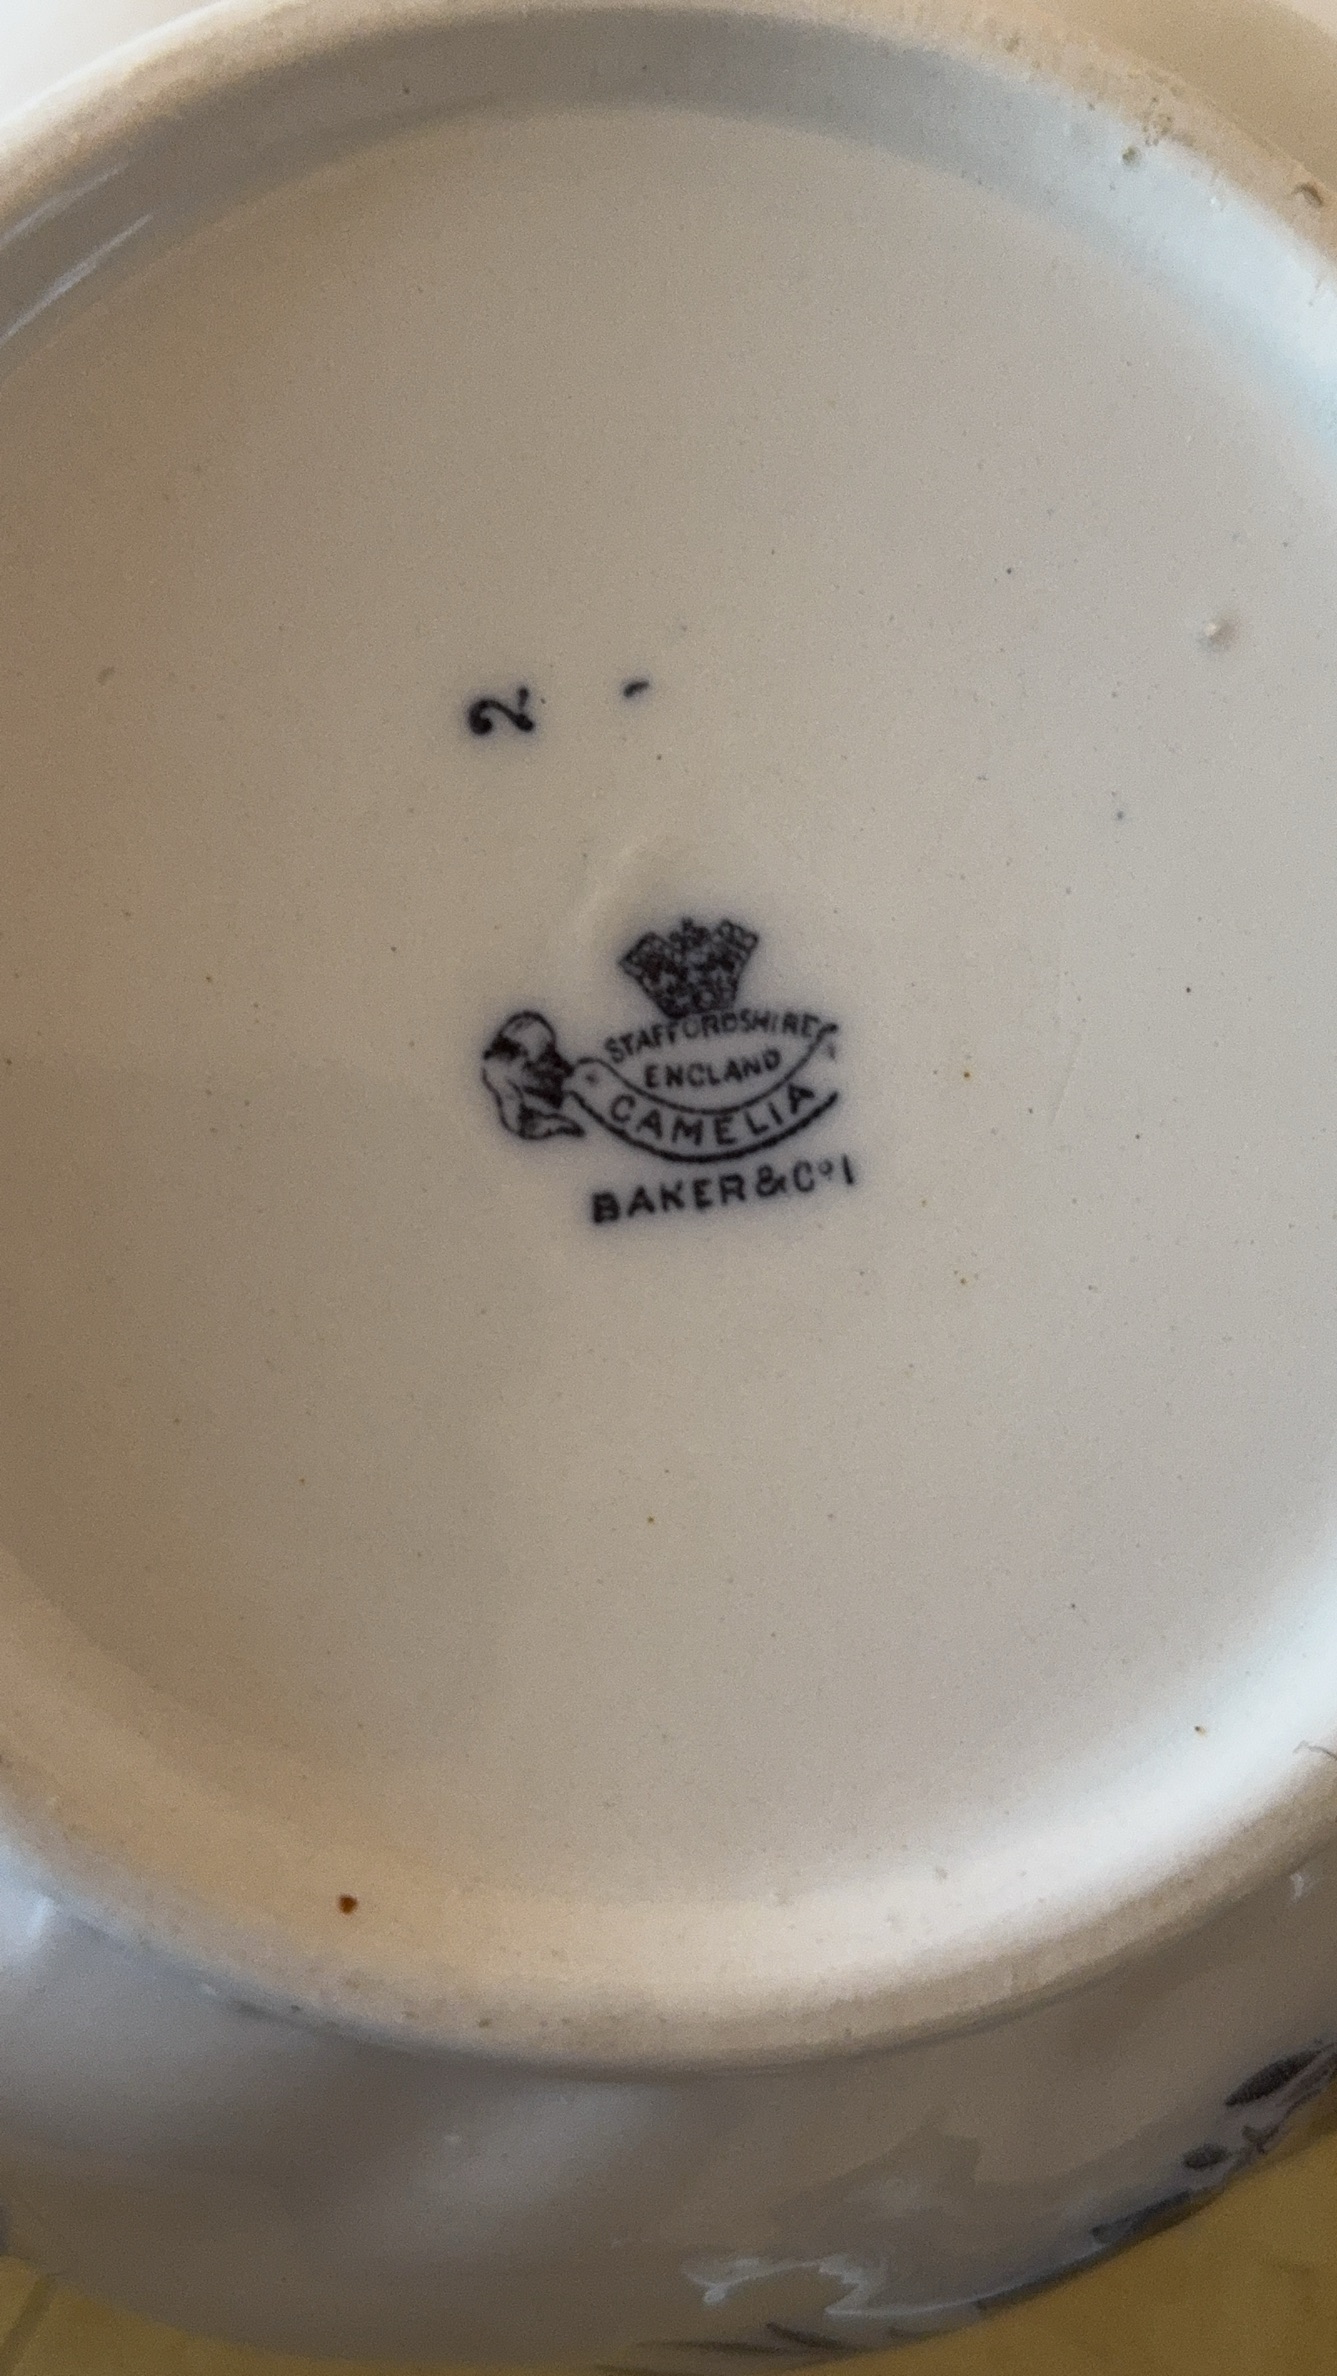 2
STAFFORDSHIRE
ENGLAND
CAMELIA
BAKER & Cº